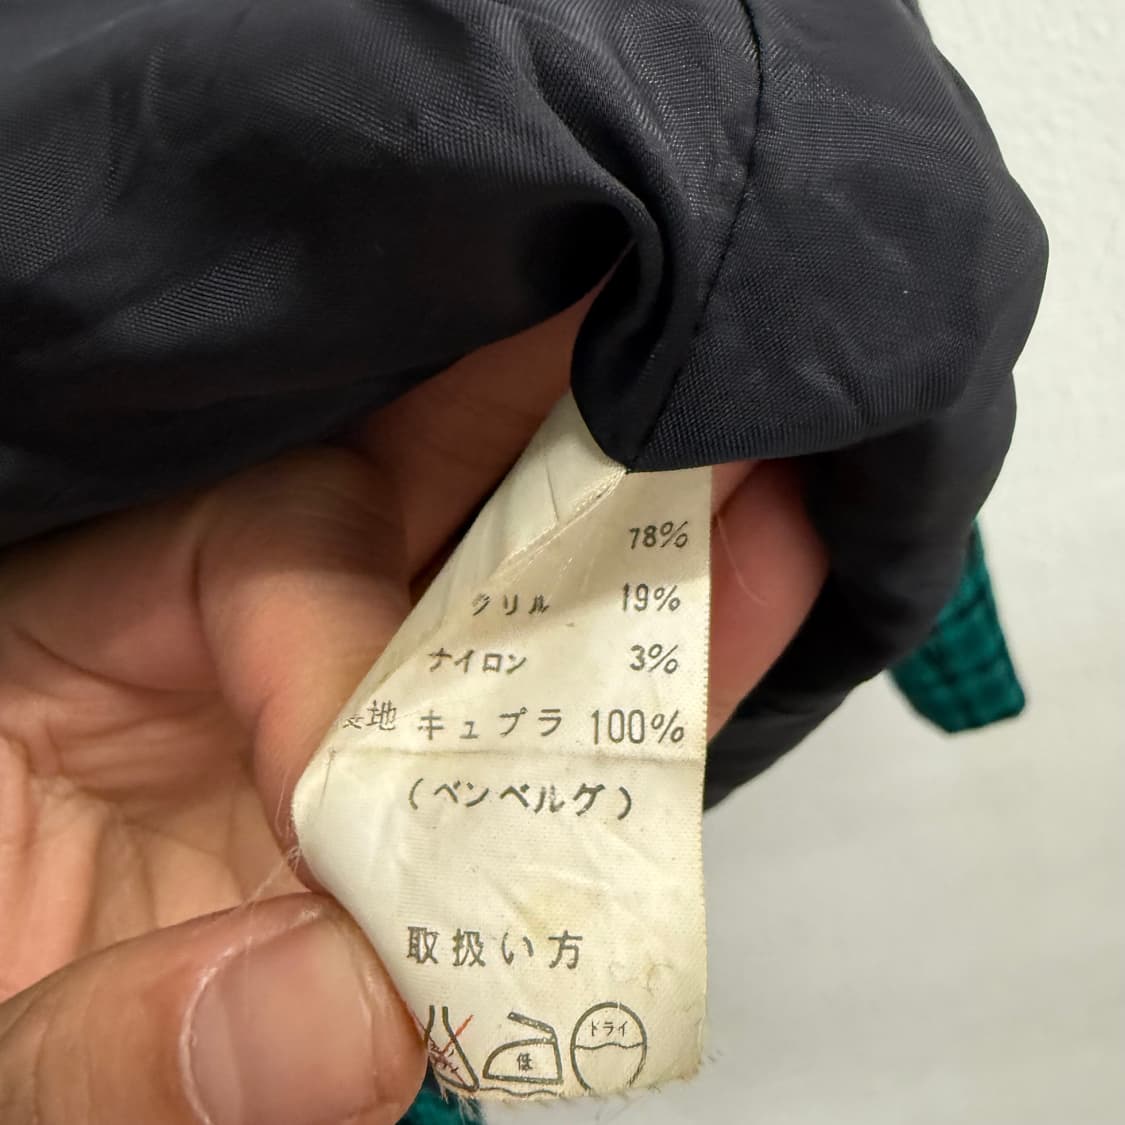 78%
クリル 19%
ナイロン 3%
地 キュプラ 100%
(ベンベルグ)
取扱い方
低
ドライ